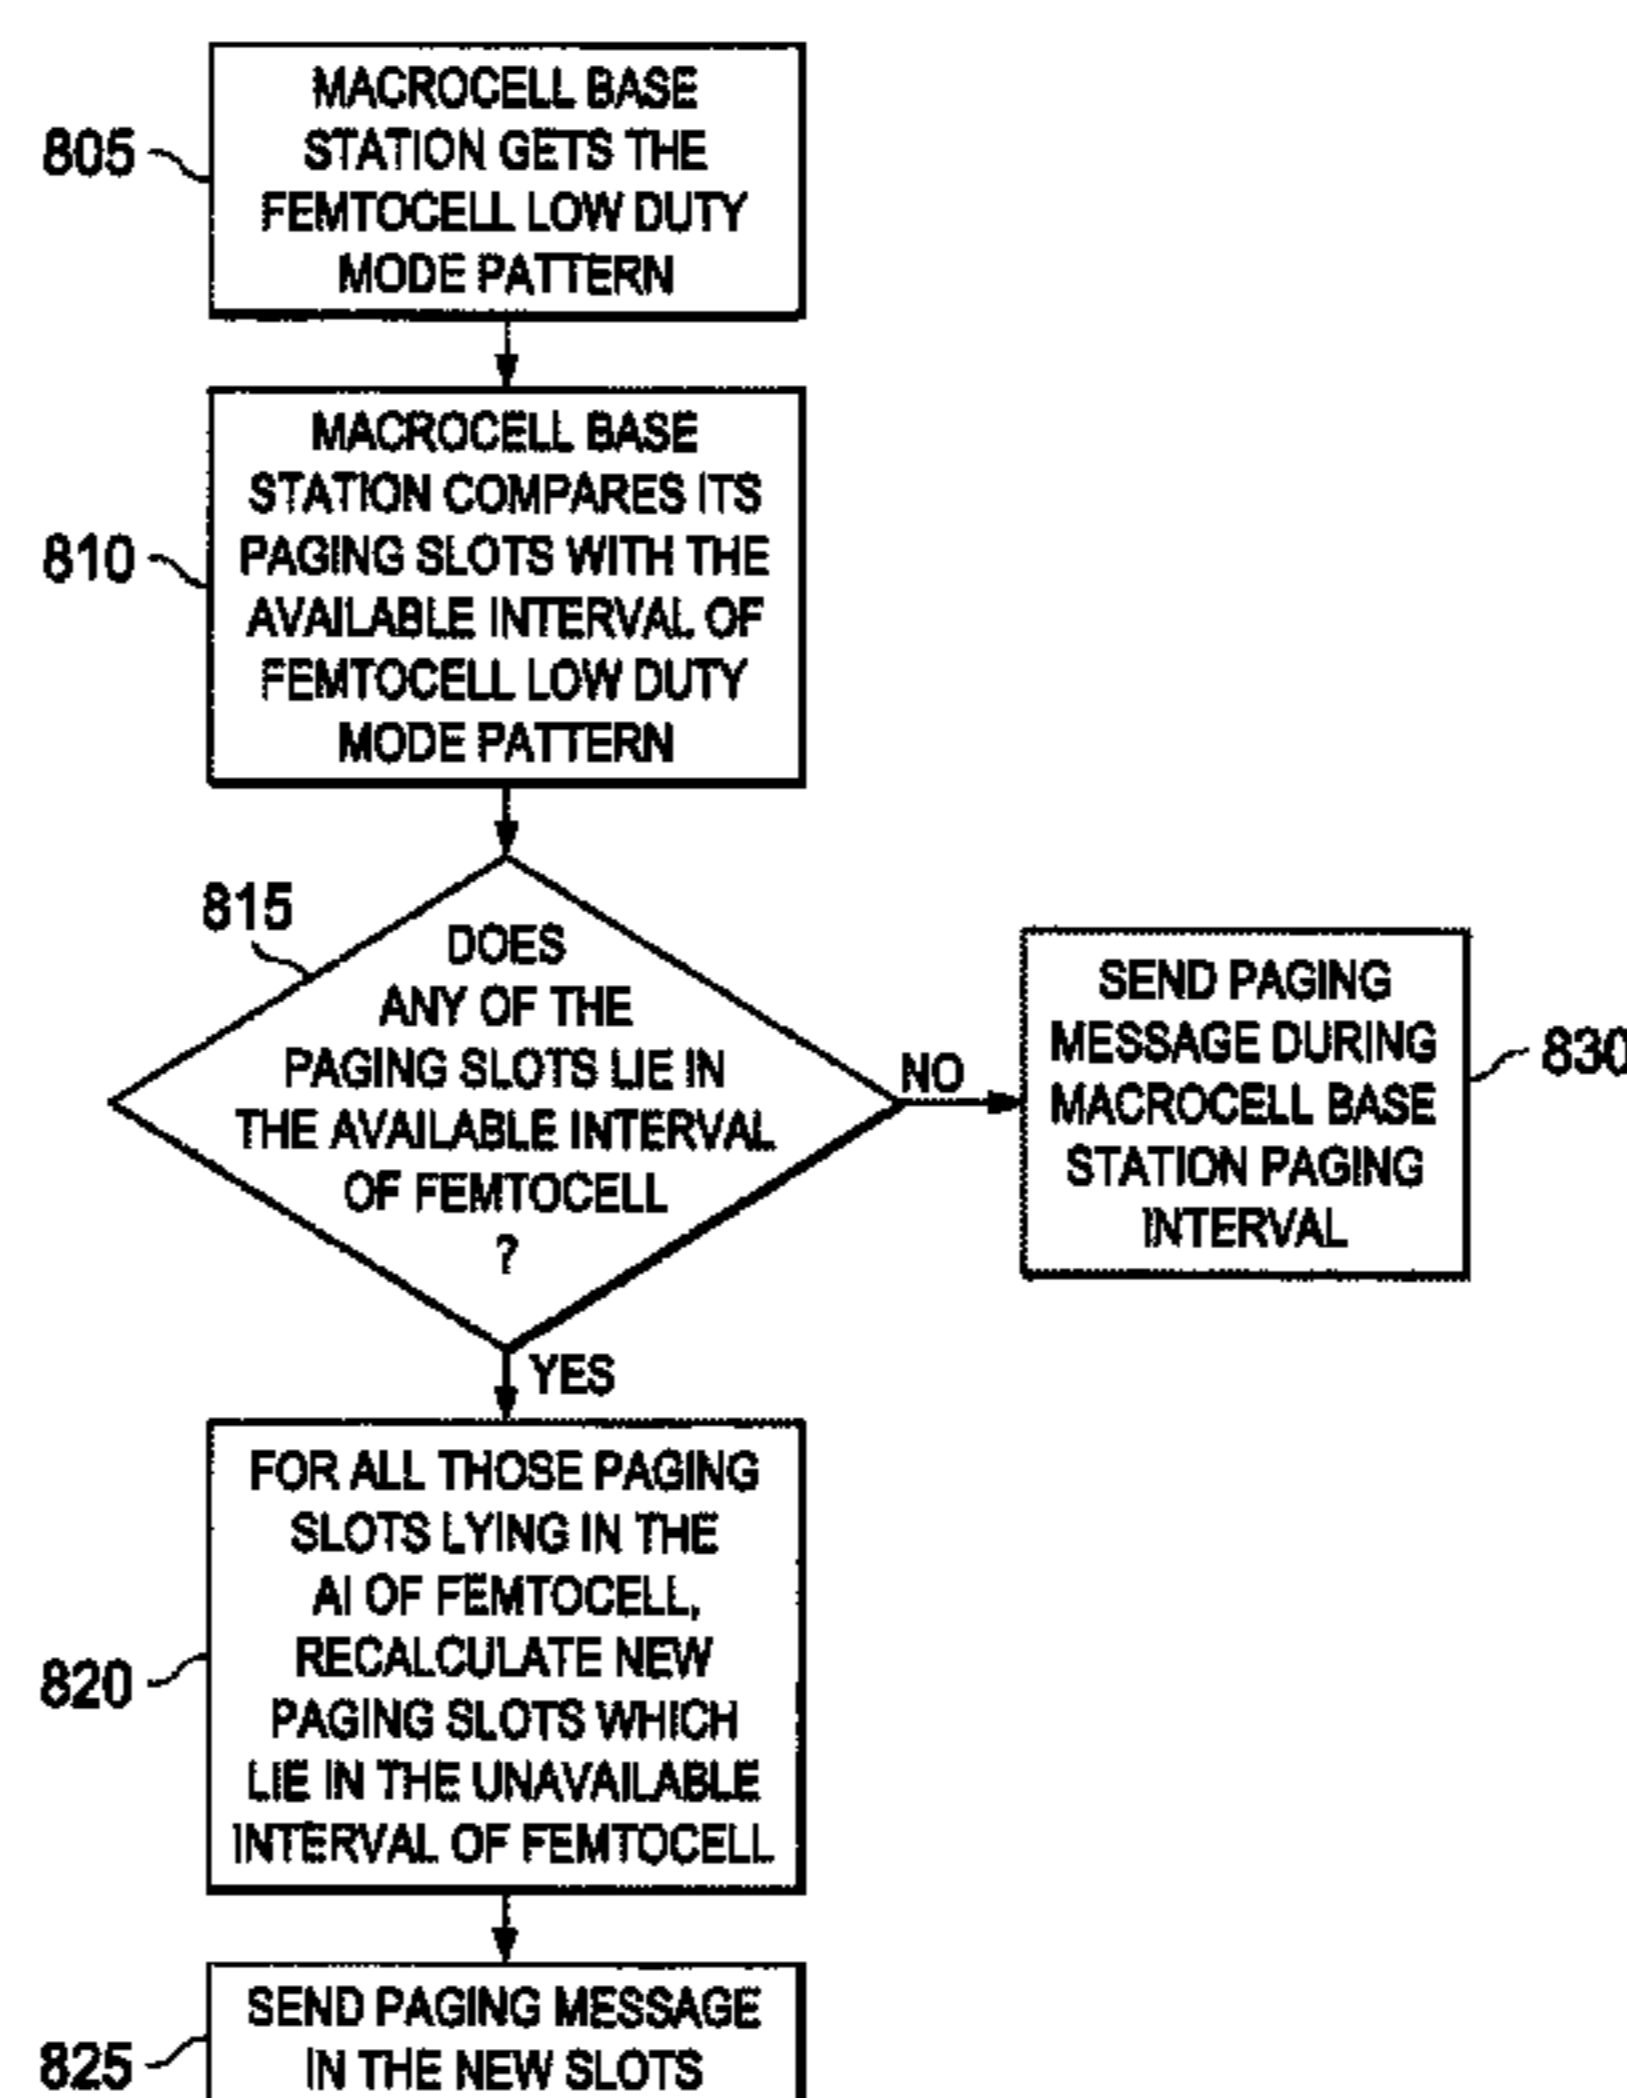 805
MACROCELL BASE
STATION GETS THE
FEMTOCELL LOW DUTY
MODE PATTERN
810
MACROCELL BASE
STATION COMPARES ITS
PAGING SLOTS WITH THE
AVAILABLE INTERVAL OF
FEMTOCELL LOW DUTY
MODE PATTERN
815
DOES
ANY OF THE
PAGING SLOTS LIE IN
THE AVAILABLE INTERVAL
OF FEMTOCELL
?
NO
SEND PAGING
MESSAGE DURING
MACROCELL BASE
STATION PAGING
INTERVAL
830
YES
820
FOR ALL THOSE PAGING
SLOTS LYING IN THE
AI OF FEMTOCELL,
RECALCULATE NEW
PAGING SLOTS WHICH
LIE IN THE UNAVAILABLE
INTERVAL OF FEMTOCELL
825
SEND PAGING MESSAGE
IN THE NEW SLOTS